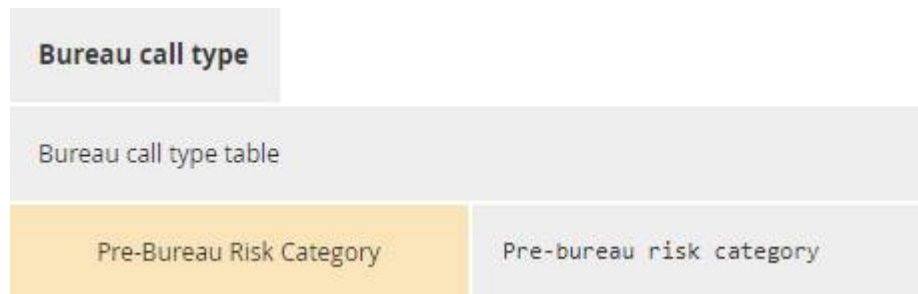 Bureau call type
Bureau call type table
Pre-Bureau Risk Category
Pre-bureau risk category